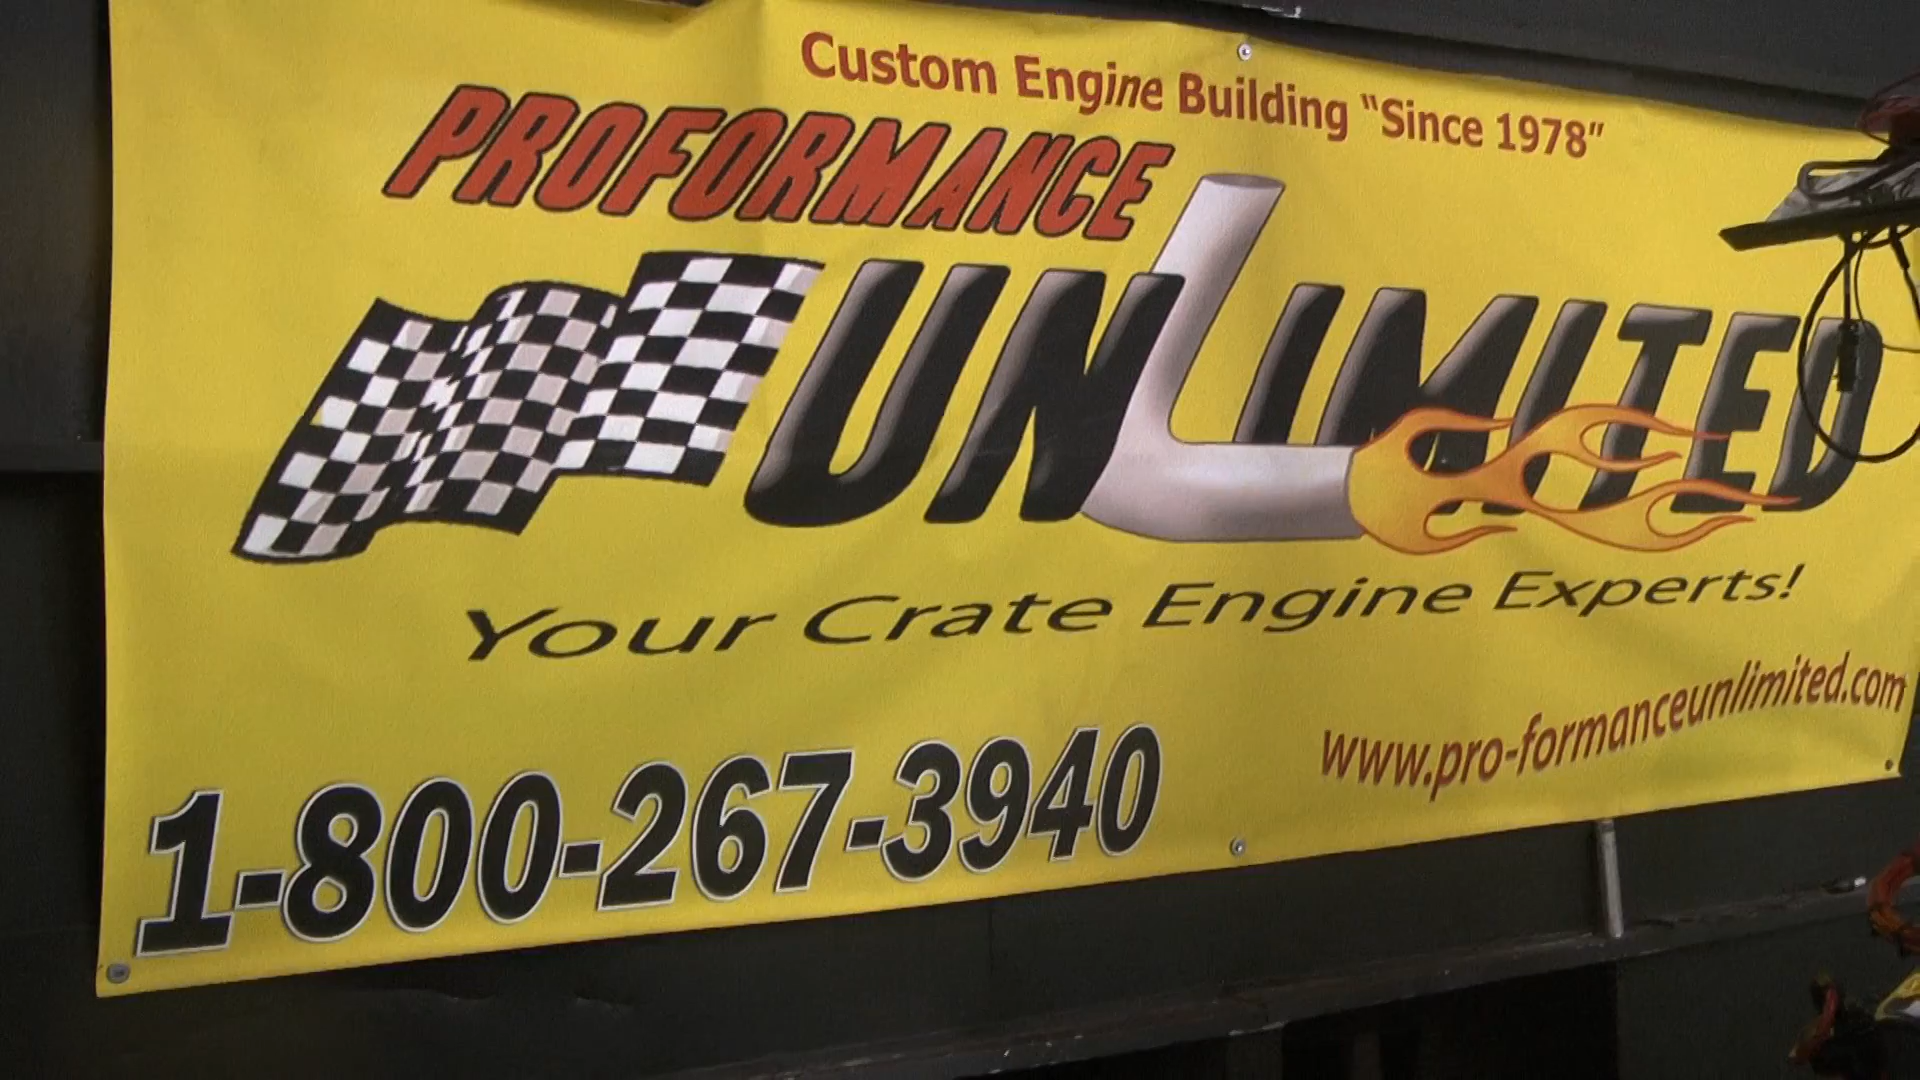 Custom Engine Building “Since 1978”
PROFORMANCE
UNLIMITED
Your Crate Engine Experts!
www.pro-formanceunlimited.com
1-800-267-3940